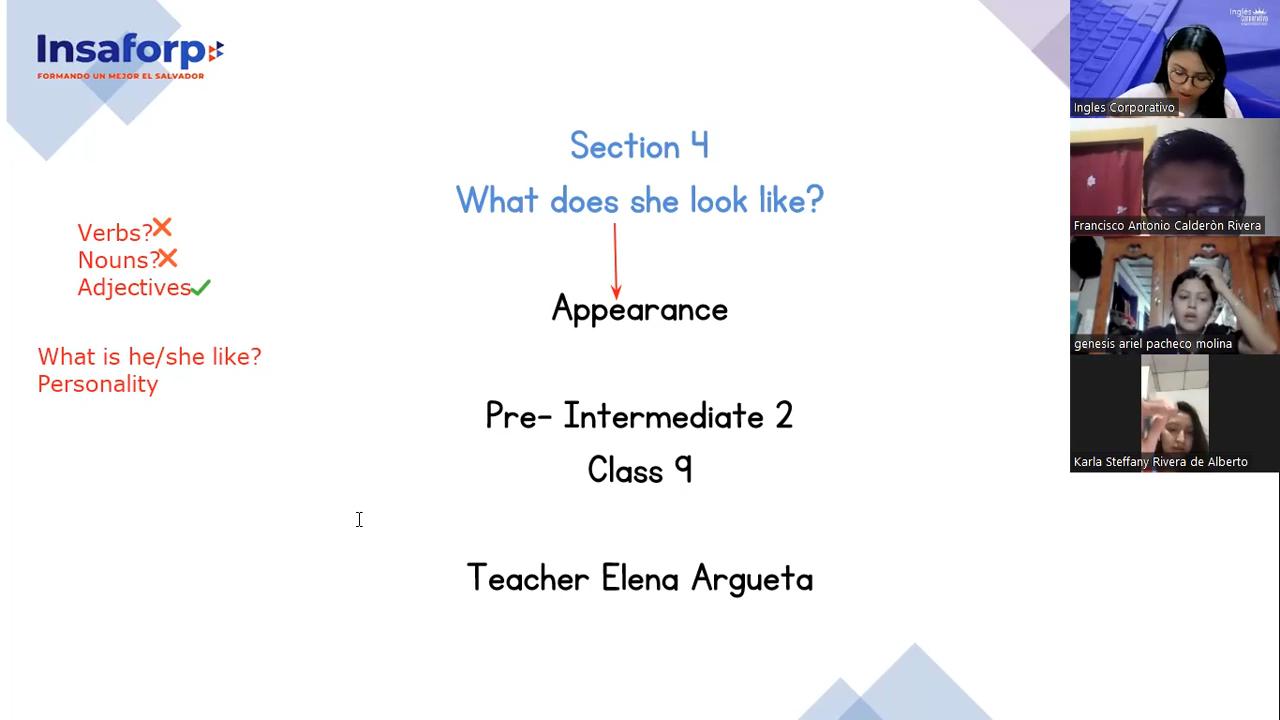 Insaforp
FORMANDO UN MEJOR EL SALVADOR
Section 4
What does she look like?
Verbs?
Nouns?
Adjectives
Appearance
What is he/she like?
Personality
Pre- Intermediate 2
Class 9
Teacher Elena Argueta
Inglés
Corporativo
Ingles Corporativo
Francisco Antonio Calderòn Rivera
genesis ariel pacheco molina
Karla Steffany Rivera de Alberto